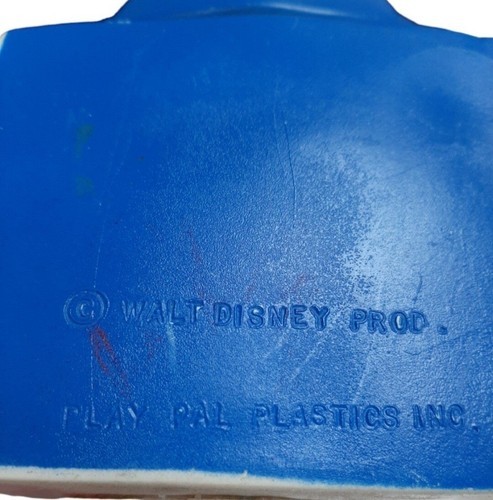 © WALT DISNEY PROD.
PLAY PAL PLASTICS INC.